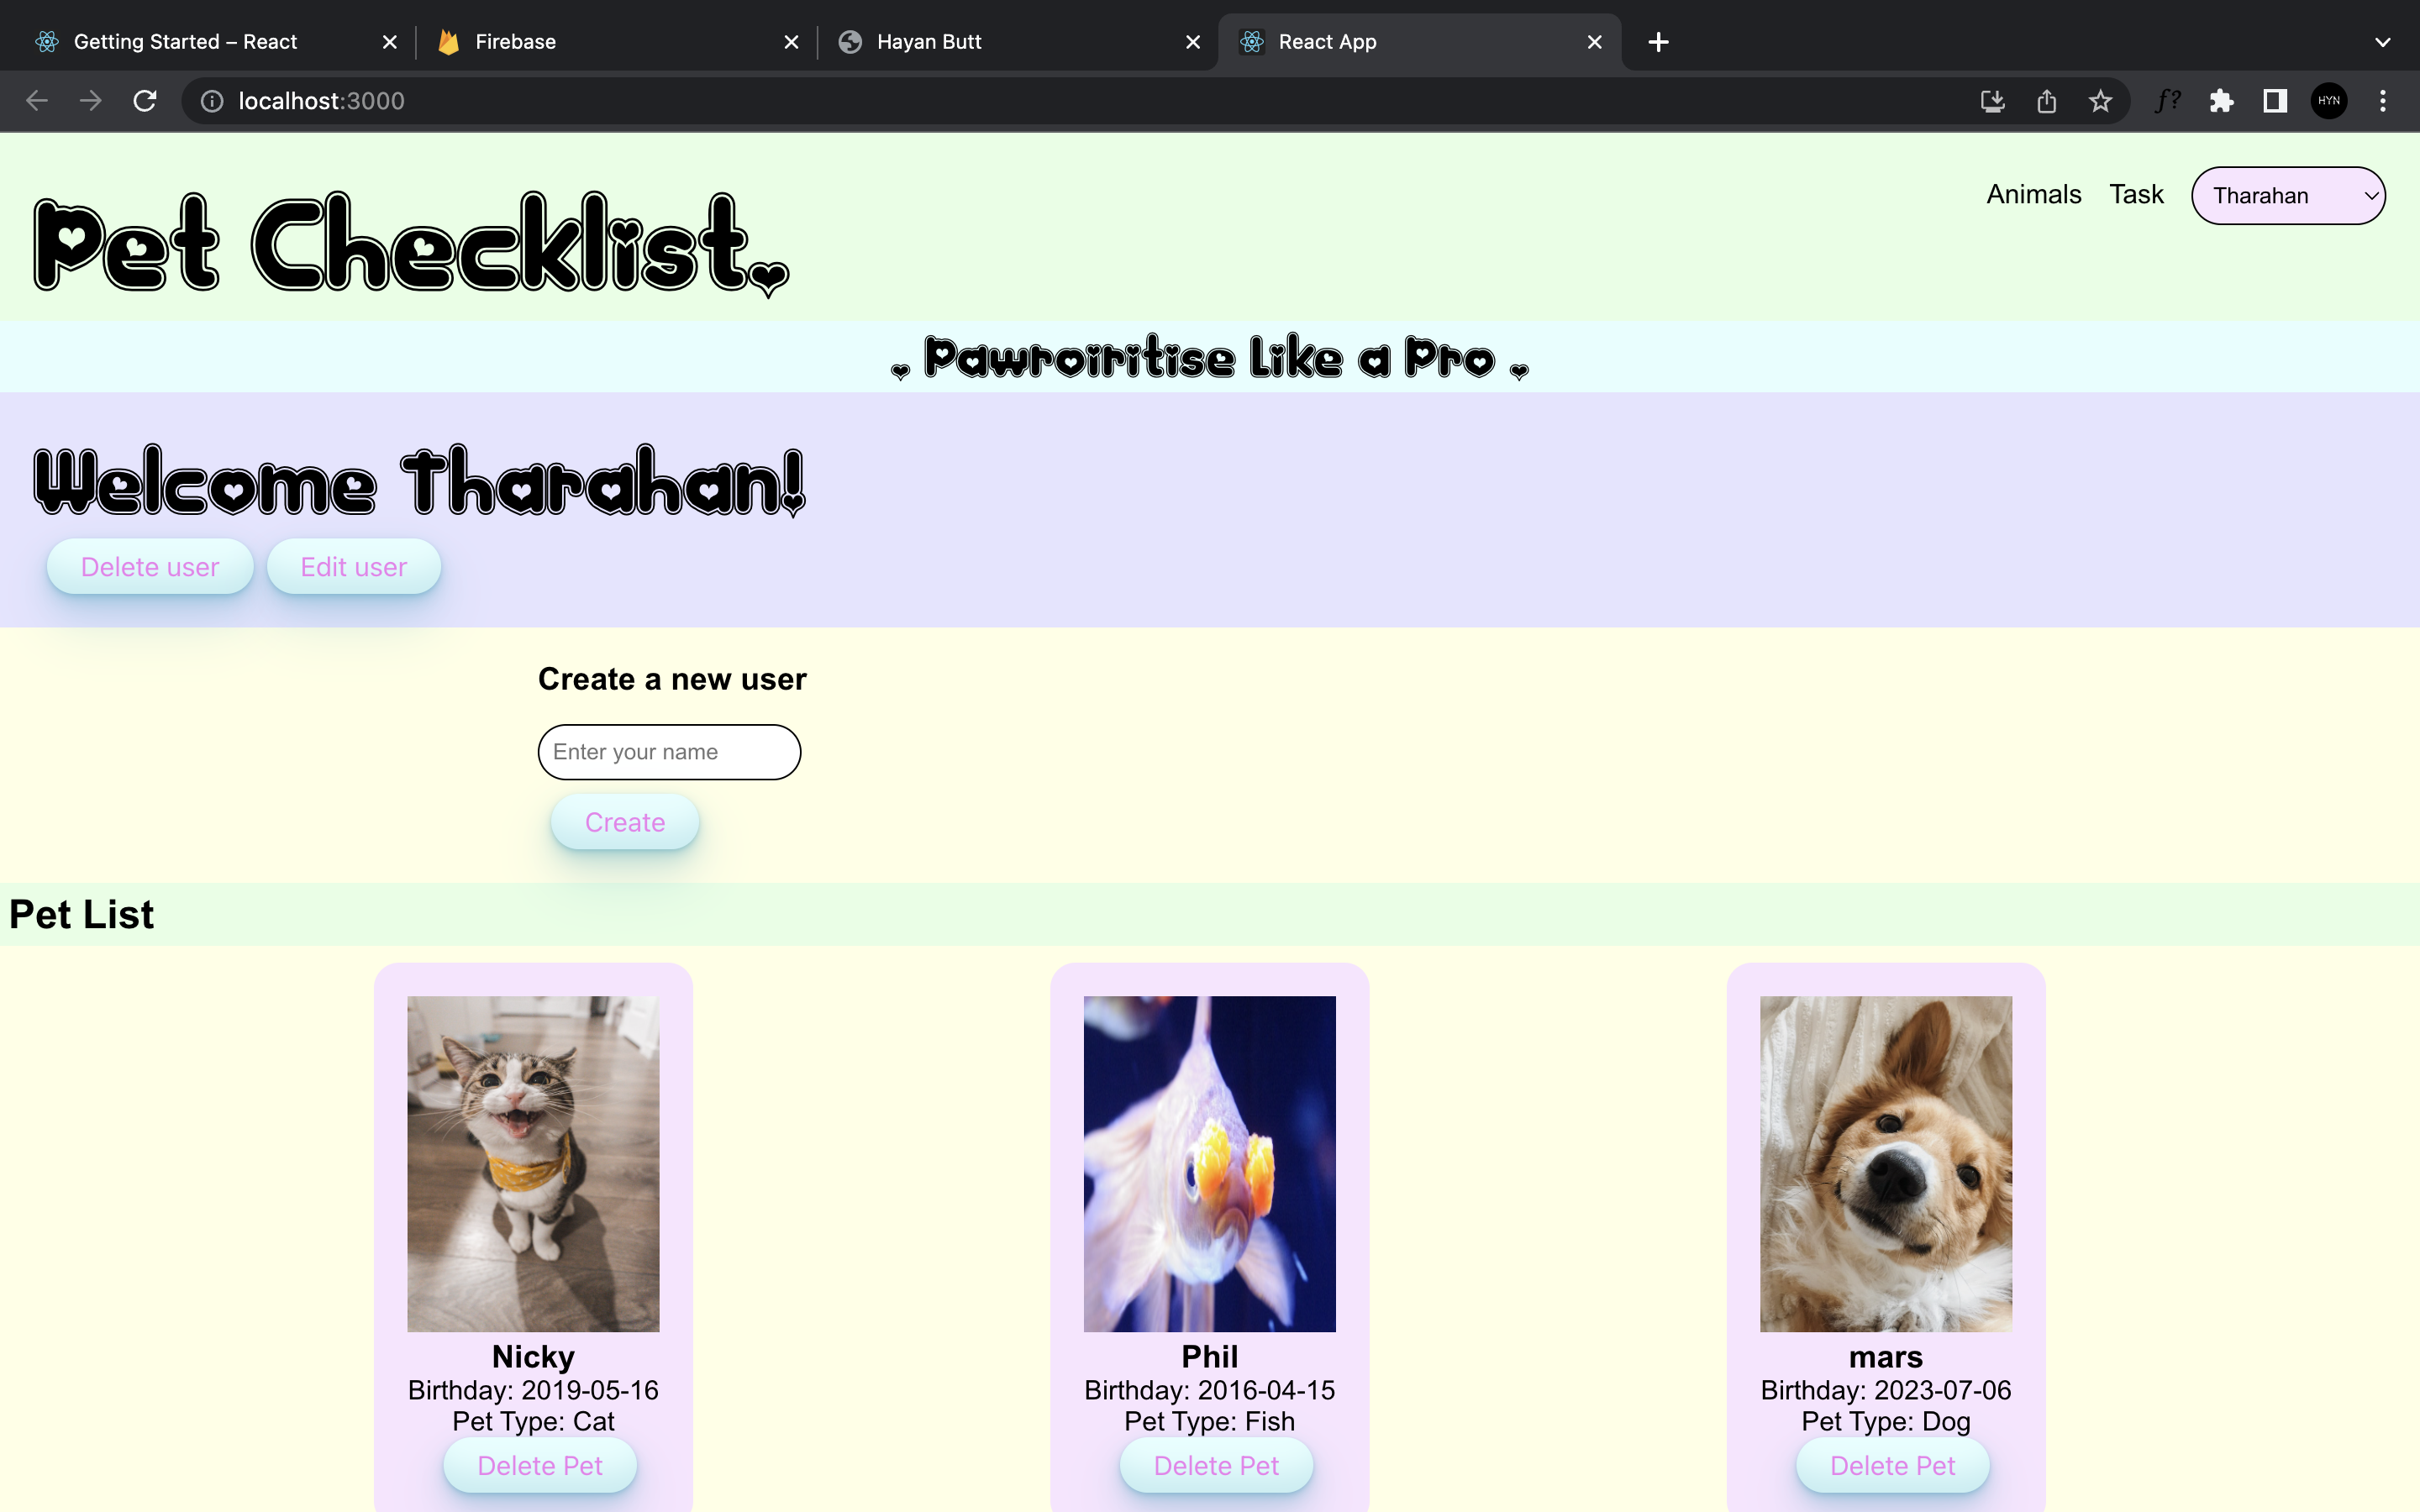 Getting Started – React
Firebase
Hayan Butt
React App
localhost:3000
f?
HYN
Pet Checklist
Animals
Task
Tharahan
Pawroiritise Like a Pro
Welcome Tharahan!
Delete user
Edit user
Create a new user
Enter your name
Create
Pet List
Nicky
Birthday: 2019-05-16
Pet Type: Cat
Delete Pet
Phil
Birthday: 2016-04-15
Pet Type: Fish
Delete Pet
mars
Birthday: 2023-07-06
Pet Type: Dog
Delete Pet